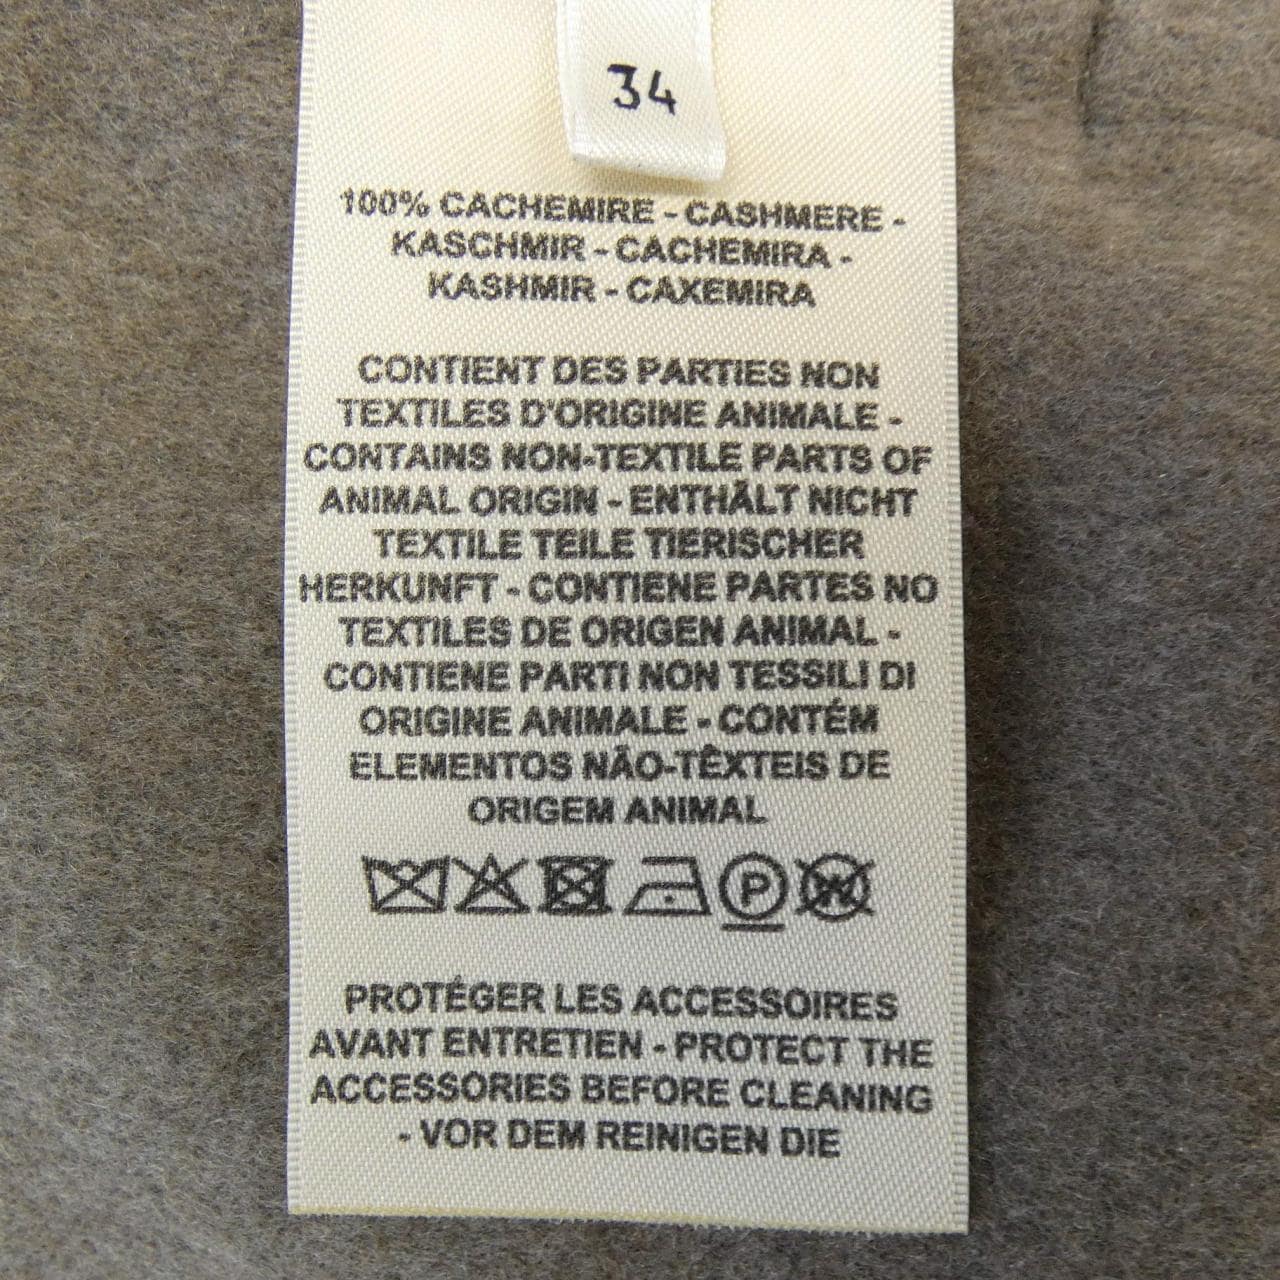 34
100% CACHEMIRE - CASHMERE -
KASCHMIR - CACHEMIRA -
KASHMIR - CAXEMIRA
CONTIENT DES PARTIES NON
TEXTILES D'ORIGINE ANIMALE -
CONTAINS NON-TEXTILE PARTS OF
ANIMAL ORIGIN - ENTHÄLT NICHT
TEXTILE TEILE TIERISCHER
HERKUNFT - CONTIENE PARTES NO
TEXTILES DE ORIGEN ANIMAL -
CONTIENE PARTI NON TESSILI DI
ORIGINE ANIMALE - CONTÉM
ELEMENTOS NÃO-TÊXTEIS DE
ORIGEM ANIMAL
P W
PROTÉGER LES ACCESSOIRES
AVANT ENTRETIEN - PROTECT THE
ACCESSORIES BEFORE CLEANING
- VOR DEM REINIGEN DIE